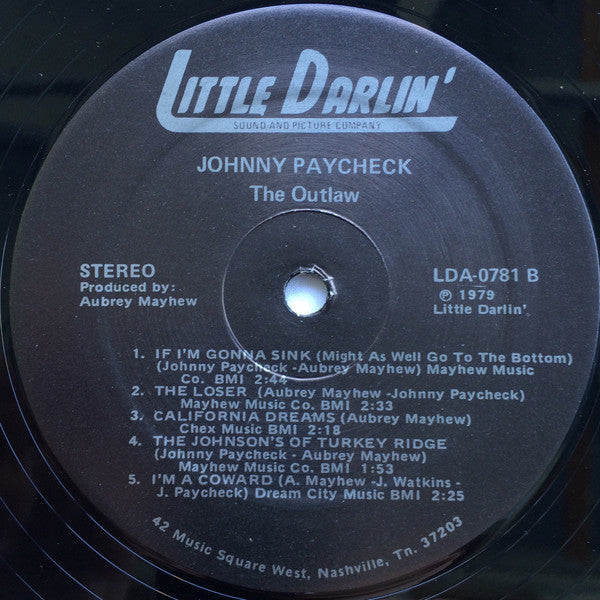 LITTLE DARLIN'
SOUND AND PICTURE COMPANY
JOHNNY PAYCHECK
The Outlaw
STEREO
Produced by:
Aubrey Mayhew
LDA-0781 B
℗ 1979
Little Darlin'
1. IF I'M GONNA SINK (Might As Well Go To The Bottom)
(Johnny Paycheck -Aubrey Mayhew) Mayhew Music
Co. BMI 2:44
2. THE LOSER (Aubrey Mayhew -Johnny Paycheck)
Mayhew Music Co. BMI 2:33
3. CALIFORNIA DREAMS (Aubrey Mayhew)
Chex Music BMI 2:18
4. THE JOHNSON'S OF TURKEY RIDGE
(Johnny Paycheck - Aubrey Mayhew)
Mayhew Music Co. BMI 1:53
5. I'M A COWARD (A. Mayhew -J. Watkins -
J. Paycheck) Dream City Music BMI 2:25
42 Music Square West, Nashville, Tn. 37203